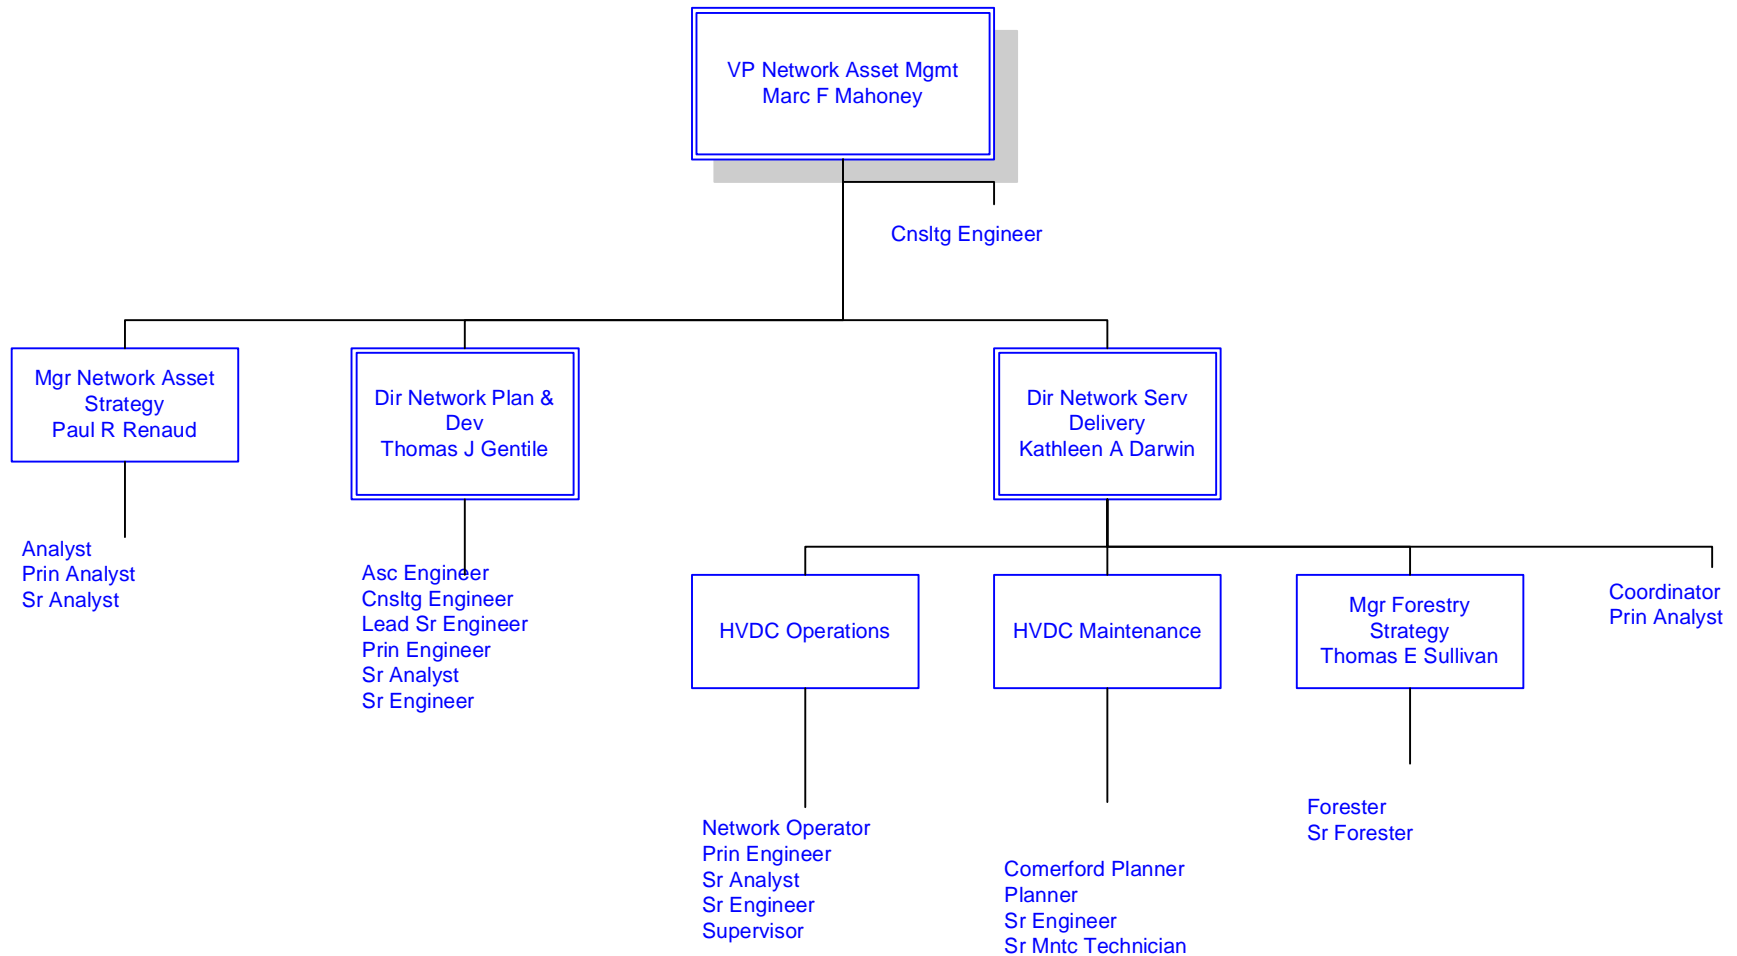 VP Network Asset Mgmt
Marc F Mahoney
Cnsltg Engineer
Mgr Network Asset
Strategy
Paul R Renaud
Dir Network Plan &
Dev
Thomas J Gentile
Dir Network Serv
Delivery
Kathleen A Darwin
Analyst
Prin Analyst
Sr Analyst
Asc Engineer
Cnsltg Engineer
Lead Sr Engineer
Prin Engineer
Sr Analyst
Sr Engineer
HVDC Operations
HVDC Maintenance
Mgr Forestry
Strategy
Thomas E Sullivan
Coordinator
Prin Analyst
Network Operator
Prin Engineer
Sr Analyst
Sr Engineer
Supervisor
Comerford Planner
Planner
Sr Engineer
Sr Mntc Technician
Forester
Sr Forester